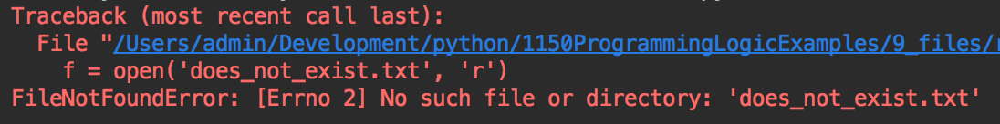 Traceback (most recent call last):
  File "/Users/admin/Development/python/1150ProgrammingLogicExamples/9_files/
    f = open('does_not_exist.txt', 'r')
FileNotFoundError: [Errno 2] No such file or directory: 'does_not_exist.txt'